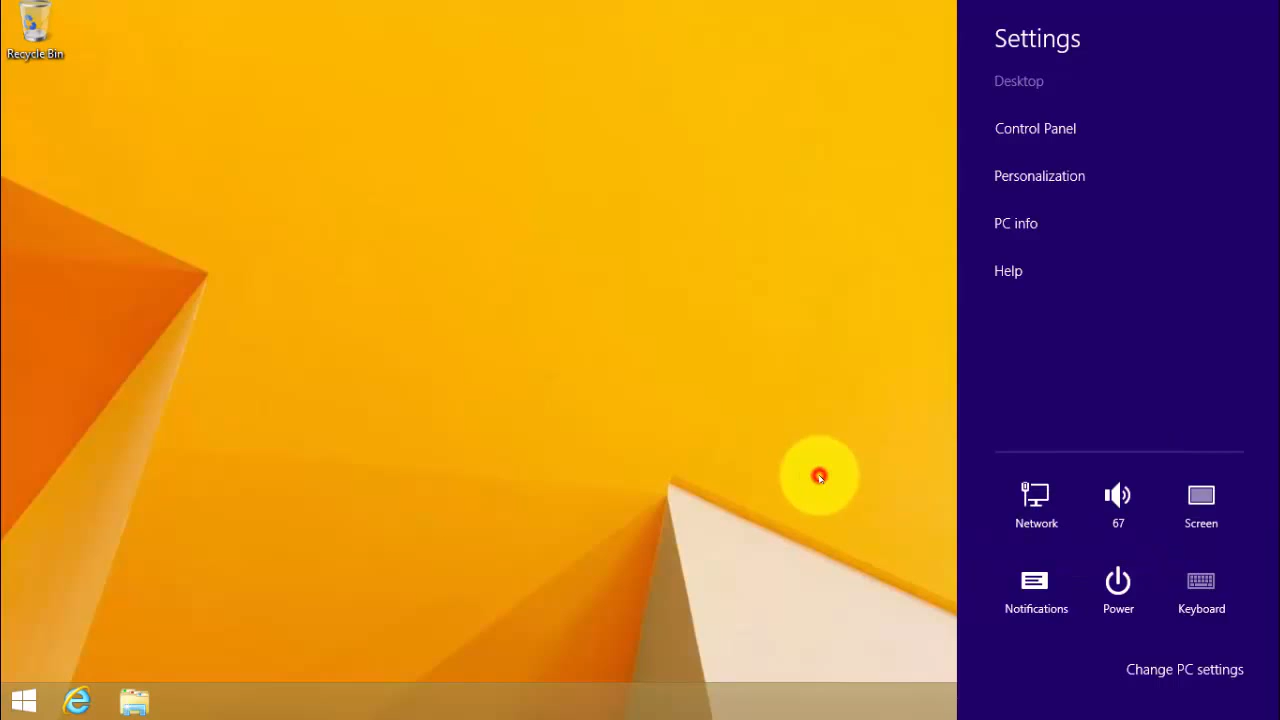 Recycle Bin
Settings
Desktop
Control Panel
Personalization
PC info
Help
Network
67
Screen
Notifications
Power
Keyboard
Change PC settings